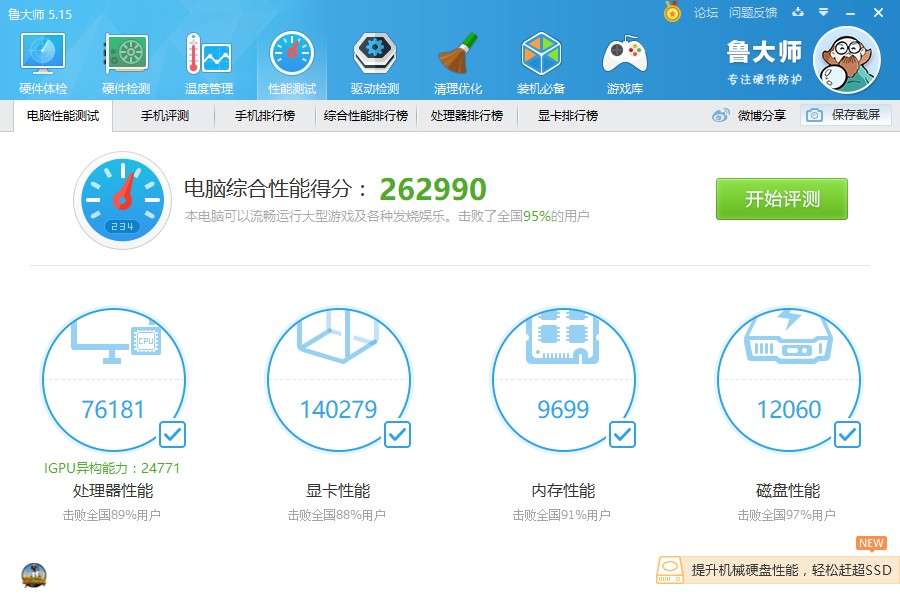 鲁大师 5.15
论坛 问题反馈
硬件体检 硬件检测 温度管理 性能测试 驱动检测 清理优化 装机必备 游戏库
鲁大师
专注硬件防护
电脑性能测试 手机评测 手机排行榜 综合性能排行榜 处理器排行榜 显卡排行榜 微博分享 保存截屏
电脑综合性能得分： 262990
本电脑可以流畅运行大型游戏及各种发烧娱乐。击败了全国95%的用户
开始评测
234
CPU
76181 140279 9699 12060
IGPU异构能力：24771
处理器性能 显卡性能 内存性能 磁盘性能
击败全国89%用户 击败全国88%用户 击败全国91%用户 击败全国97%用户
NEW
提升机械硬盘性能，轻松赶超SSD